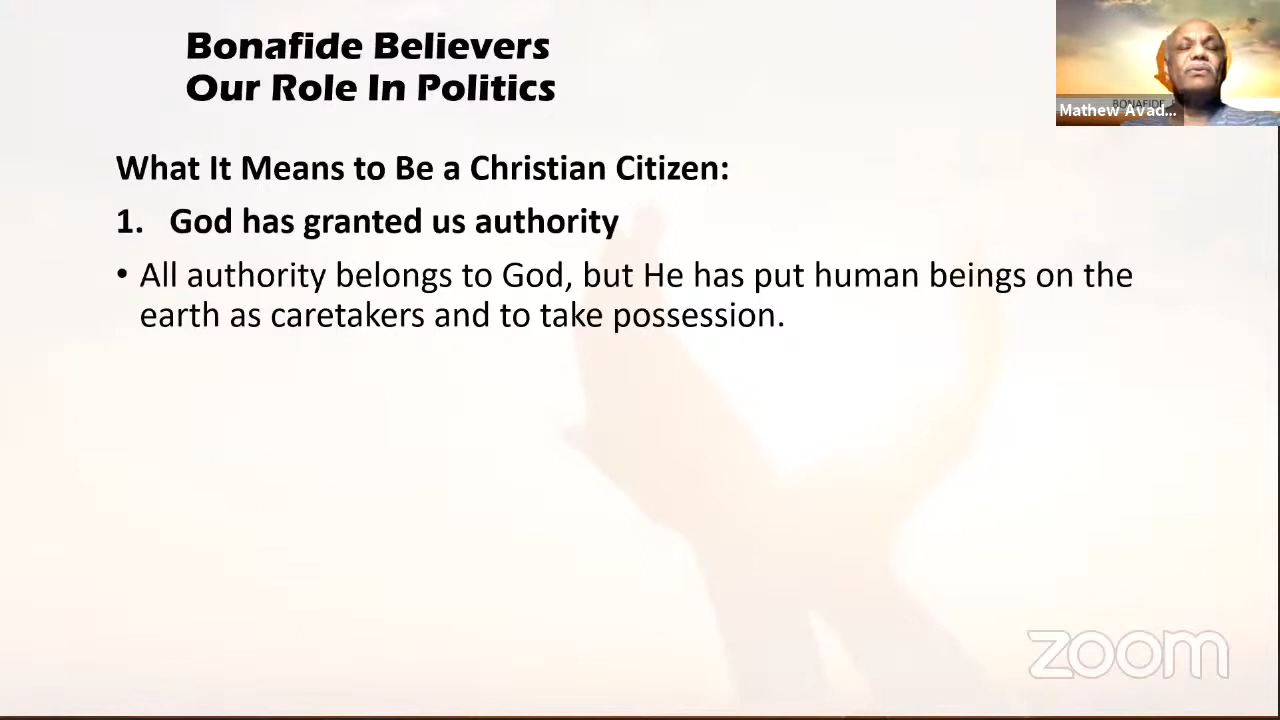 Bonafide Believers
Our Role In Politics
What It Means to Be a Christian Citizen:
1. God has granted us authority
• All authority belongs to God, but He has put human beings on the
earth as caretakers and to take possession.
BONAFIDE
Mathew Avad...
zoom